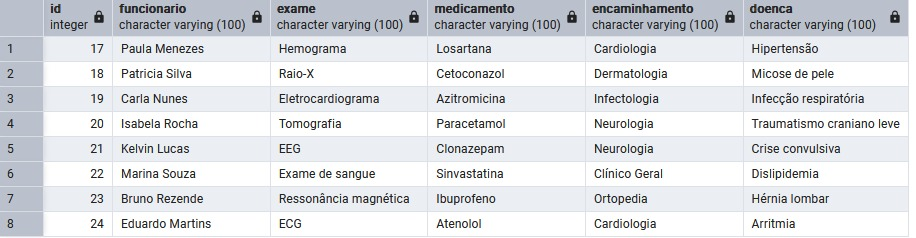 id funcionario exame medicamento encaminhamento doenca
integer character varying (100) character varying (100) character varying (100) character varying (100) character varying (100)
1 17 Paula Menezes Hemograma Losartana Cardiologia Hipertensão
2 18 Patricia Silva Raio-X Cetoconazol Dermatologia Micose de pele
3 19 Carla Nunes Eletrocardiograma Azitromicina Infectologia Infecção respiratória
4 20 Isabela Rocha Tomografia Paracetamol Neurologia Traumatismo craniano leve
5 21 Kelvin Lucas EEG Clonazepam Neurologia Crise convulsiva
6 22 Marina Souza Exame de sangue Sinvastatina Clínico Geral Dislipidemia
7 23 Bruno Rezende Ressonância magnética Ibuprofeno Ortopedia Hérnia lombar
8 24 Eduardo Martins ECG Atenolol Cardiologia Arritmia